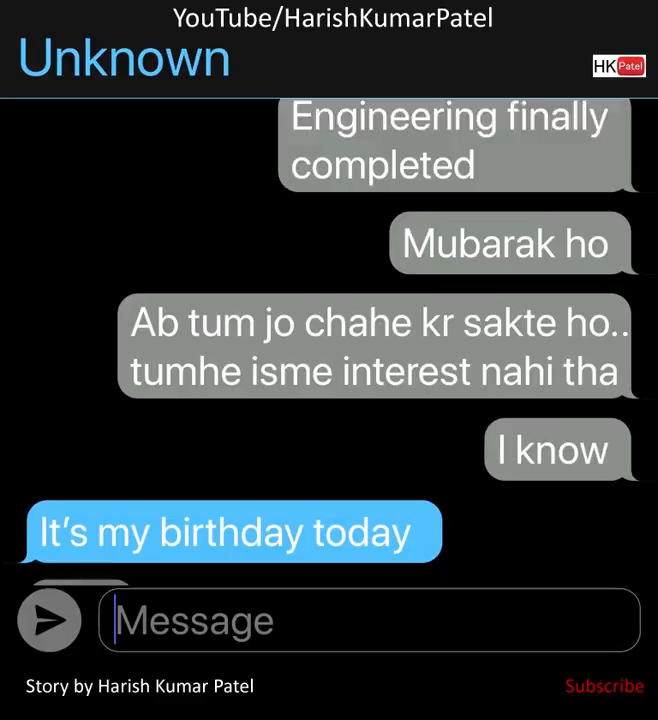 YouTube/HarishKumarPatel
Unknown
HK Patel
Engineering finally
completed
Mubarak ho
Ab tum jo chahe kr sakte ho..
tumhe isme interest nahi tha
I know
It's my birthday today
Message
Story by Harish Kumar Patel
Subscribe